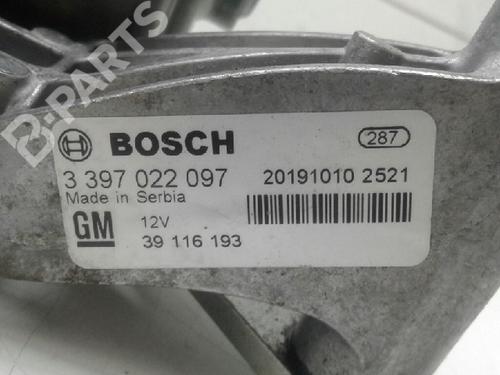 B-PARTS
BOSCH
287
3 397 022 097
20191010 2521
Made in Serbia
GM
12V
39 116 193